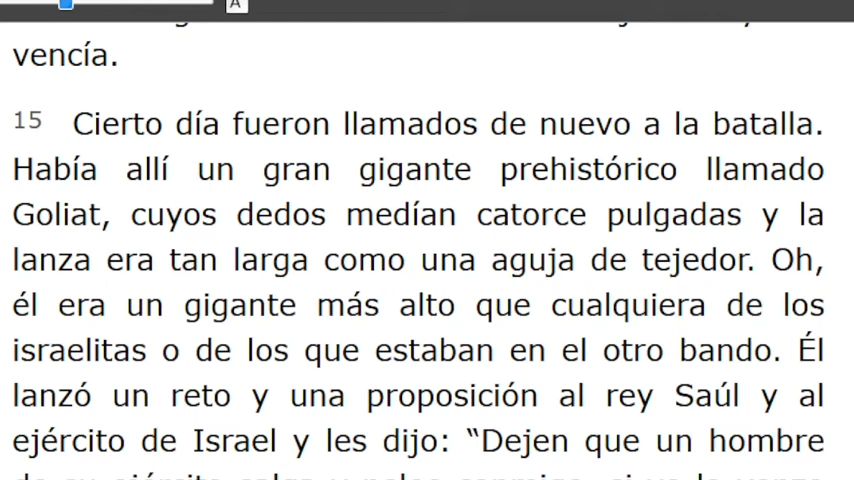 A
vencía.
15 Cierto día fueron llamados de nuevo a la batalla.
Había allí un gran gigante prehistórico llamado
Goliat, cuyos dedos medían catorce pulgadas y la
lanza era tan larga como una aguja de tejedor. Oh,
él era un gigante más alto que cualquiera de los
israelitas o de los que estaban en el otro bando. Él
lanzó un reto y una proposición al rey Saúl y al
ejército de Israel y les dijo: “Dejen que un hombre